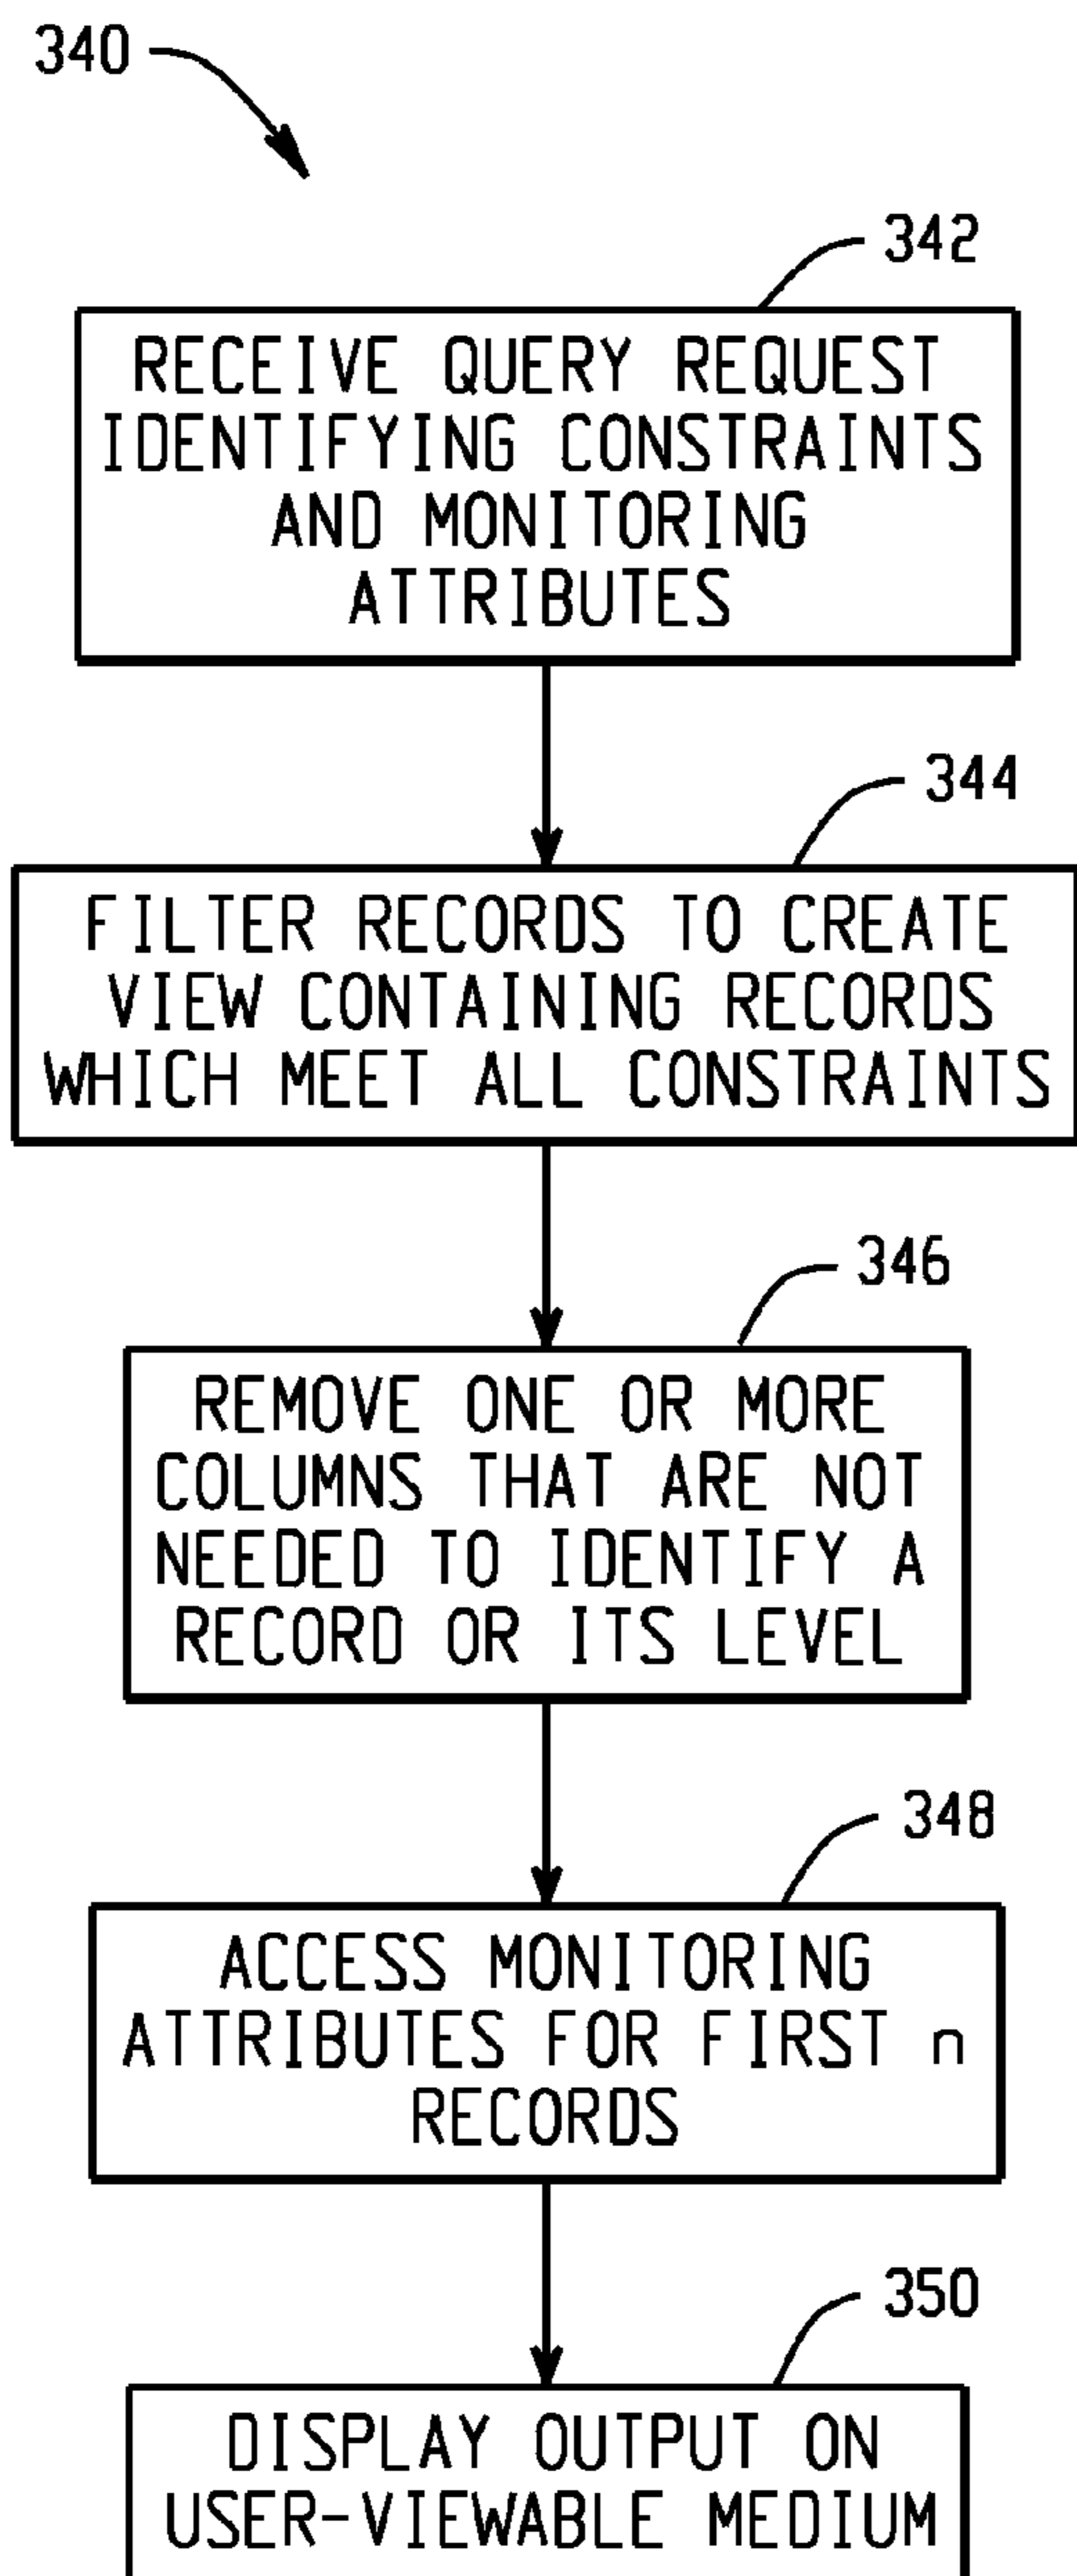 340
342
RECEIVE QUERY REQUEST
IDENTIFYING CONSTRAINTS
AND MONITORING
ATTRIBUTES
344
FILTER RECORDS TO CREATE
VIEW CONTAINING RECORDS
WHICH MEET ALL CONSTRAINTS
346
REMOVE ONE OR MORE
COLUMNS THAT ARE NOT
NEEDED TO IDENTIFY A
RECORD OR ITS LEVEL
348
ACCESS MONITORING
ATTRIBUTES FOR FIRST n
RECORDS
350
DISPLAY OUTPUT ON
USER-VIEWABLE MEDIUM